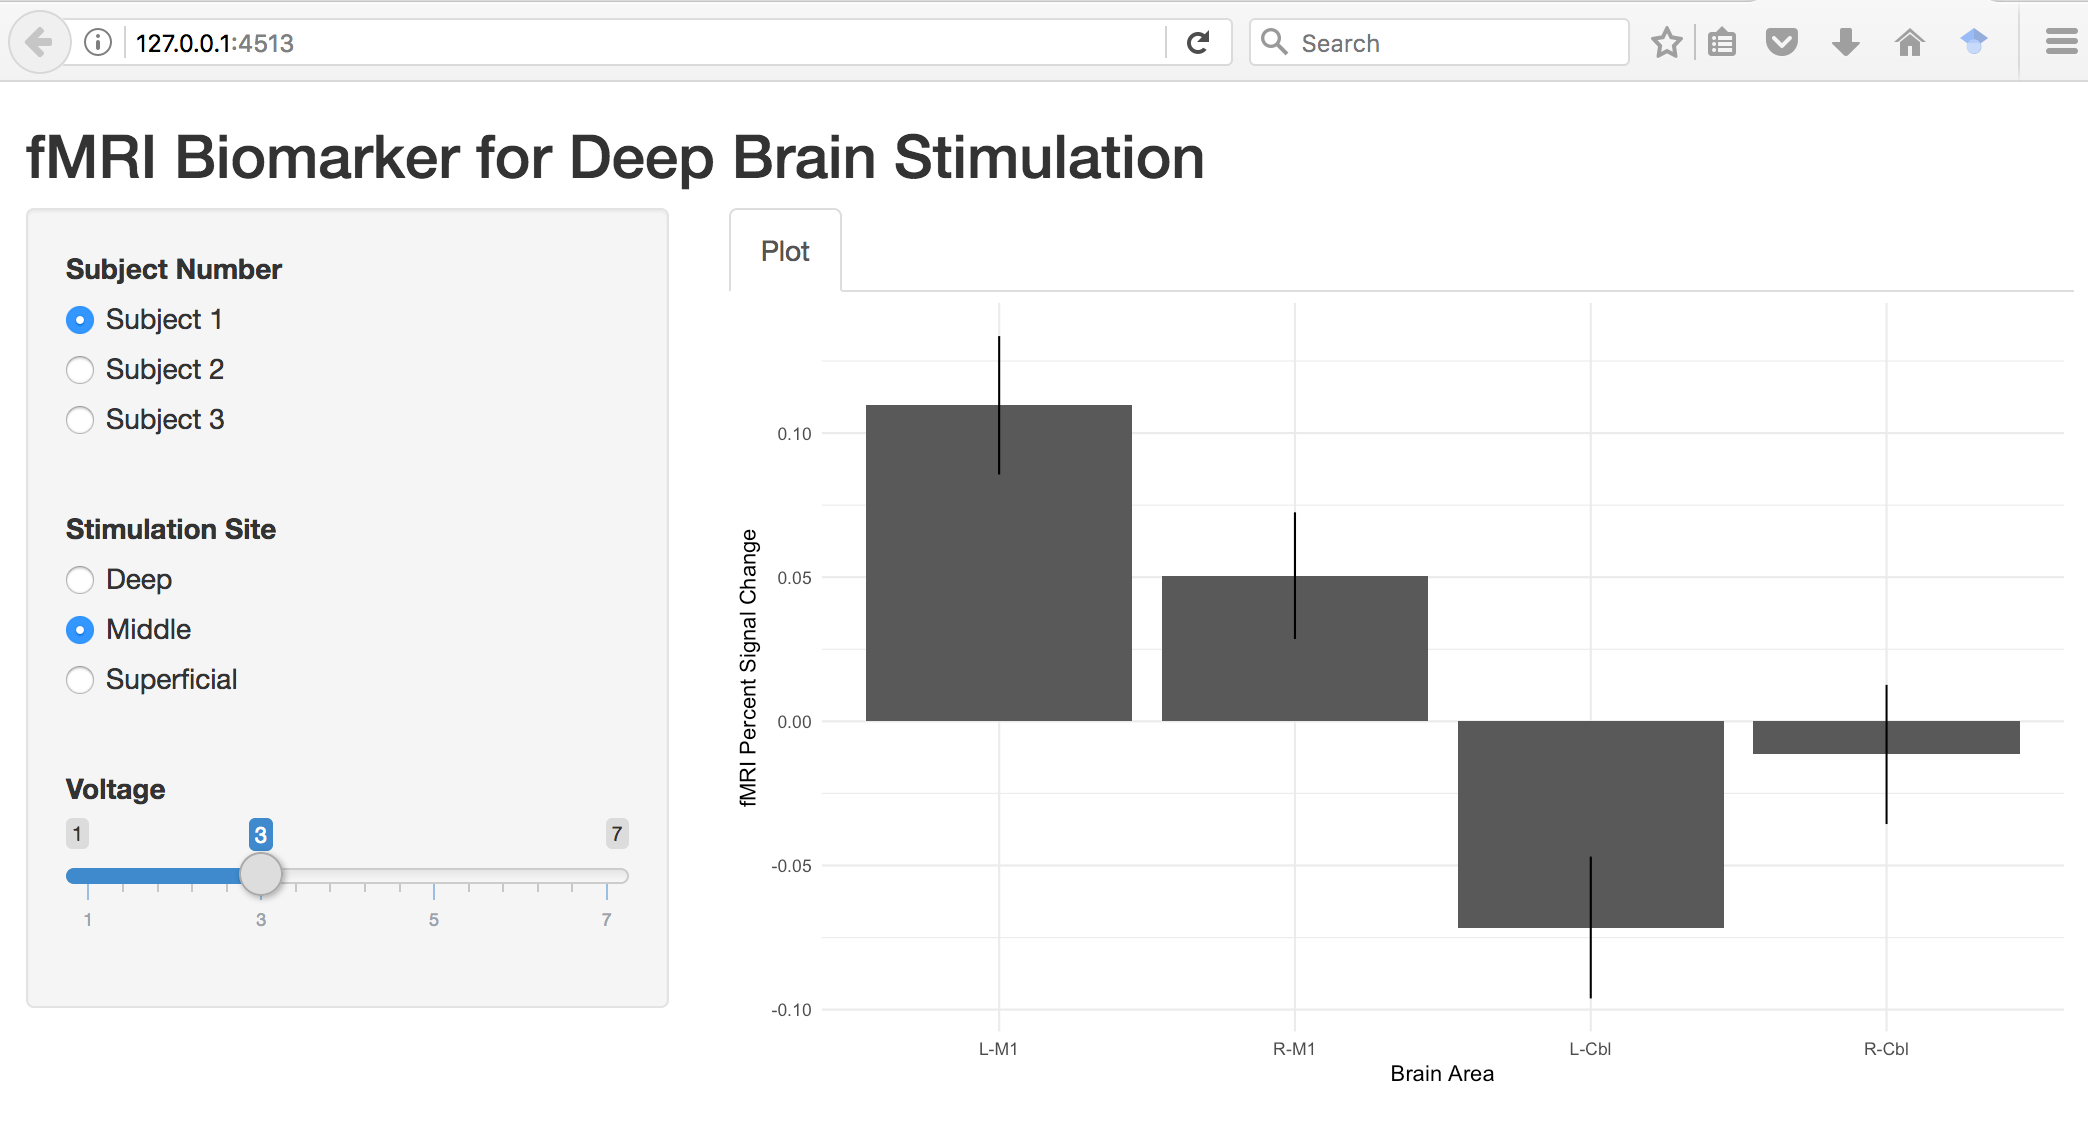 127.0.0.1:4513
Search
fMRI Biomarker for Deep Brain Stimulation
Subject Number
Subject 1
Subject 2
Subject 3
Stimulation Site
Deep
Middle
Superficial
Voltage
1 3 7
1 3 5 7
Plot
fMRI Percent Signal Change
0.10
0.05
0.00
-0.05
-0.10
L-M1 R-M1 L-Cbl R-Cbl
Brain Area